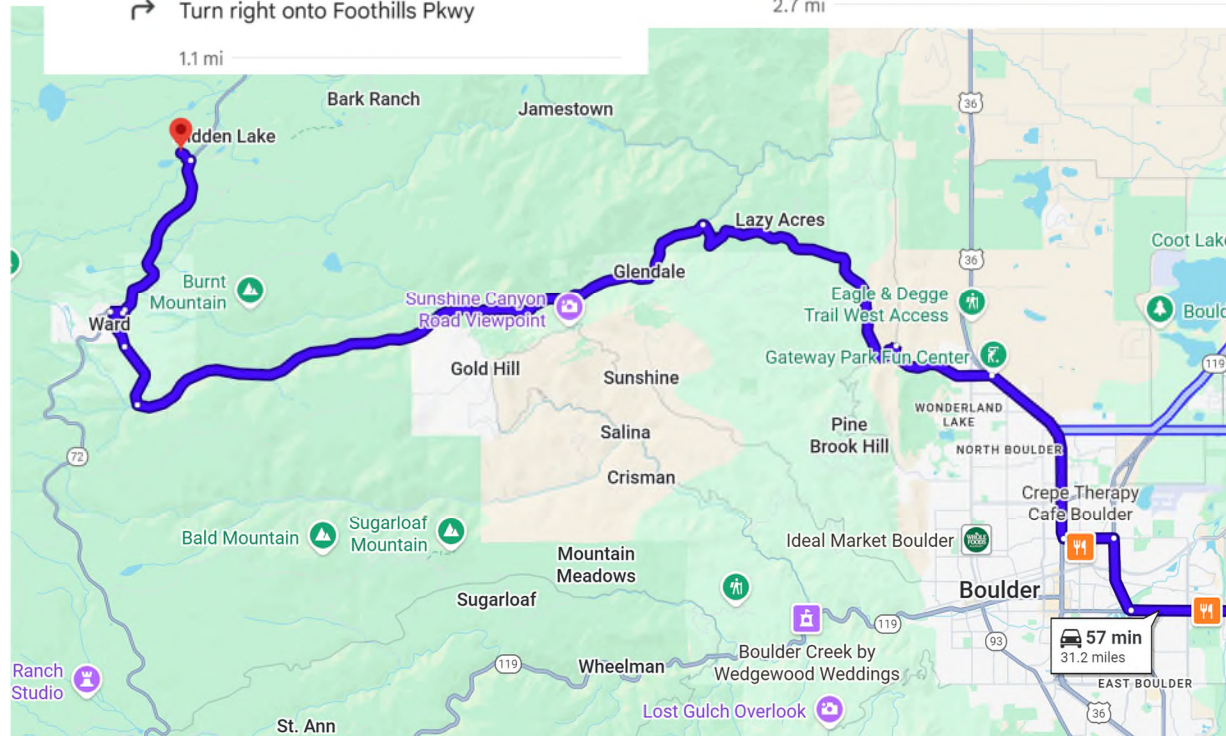 Turn right onto Foothills Pkwy
1.1 mi
2.7 mi
Bark Ranch
Jamestown
36
idden Lake
Lazy Acres
Coot Lake
36
Glendale
Burnt
Mountain
Sunshine Canyon
Road Viewpoint
Eagle & Degge
Trail West Access
Bould
Ward
Gateway Park Fun Center
119
Gold Hill
Sunshine
WONDERLAND
LAKE
Salina
Pine
Brook Hill
NORTH BOULDER
72
Crisman
Crepe Therapy
Cafe Boulder
Bald Mountain
Sugarloaf
Mountain
Ideal Market Boulder
WHOLE
FOODS
Mountain
Meadows
Sugarloaf
Boulder
119
93
57 min
31.2 miles
Ranch
Studio
119
Wheelman
Boulder Creek by
Wedgewood Weddings
EAST BOULDER
Lost Gulch Overlook
36
St. Ann